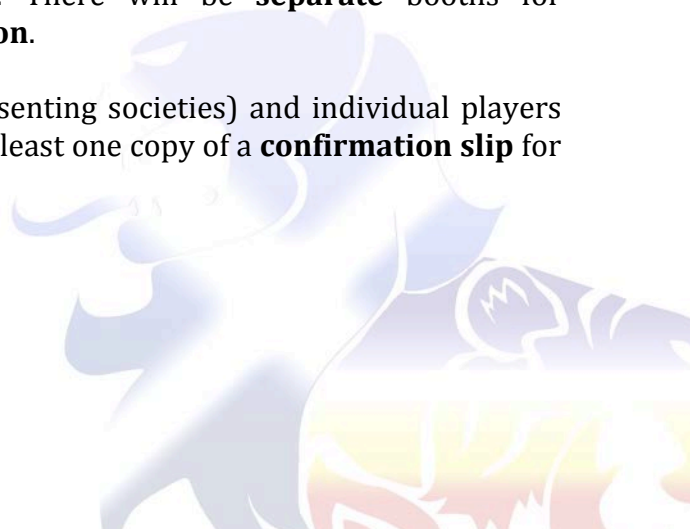 There will be separate booths for
on.
senting societies) and individual players
least one copy of a confirmation slip for